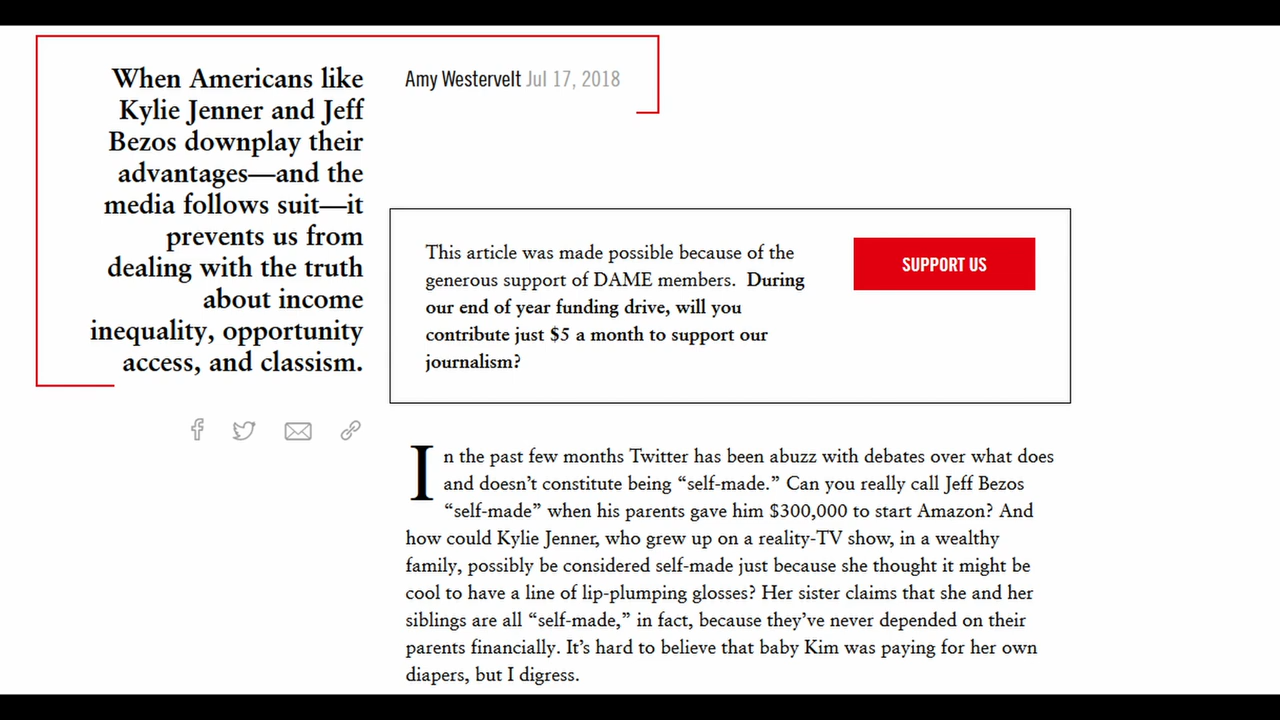 When Americans like
Kylie Jenner and Jeff
Bezos downplay their
advantages—and the
media follows suit—it
prevents us from
dealing with the truth
about income
inequality, opportunity
access, and classism.
Amy Westervelt Jul 17, 2018
This article was made possible because of the
generous support of DAME members. During
our end of year funding drive, will you
contribute just $5 a month to support our
journalism?
SUPPORT US
In the past few months Twitter has been abuzz with debates over what does
and doesn’t constitute being “self-made.” Can you really call Jeff Bezos
“self-made” when his parents gave him $300,000 to start Amazon? And
how could Kylie Jenner, who grew up on a reality-TV show, in a wealthy
family, possibly be considered self-made just because she thought it might be
cool to have a line of lip-plumping glosses? Her sister claims that she and her
siblings are all “self-made,” in fact, because they’ve never depended on their
parents financially. It’s hard to believe that baby Kim was paying for her own
diapers, but I digress.